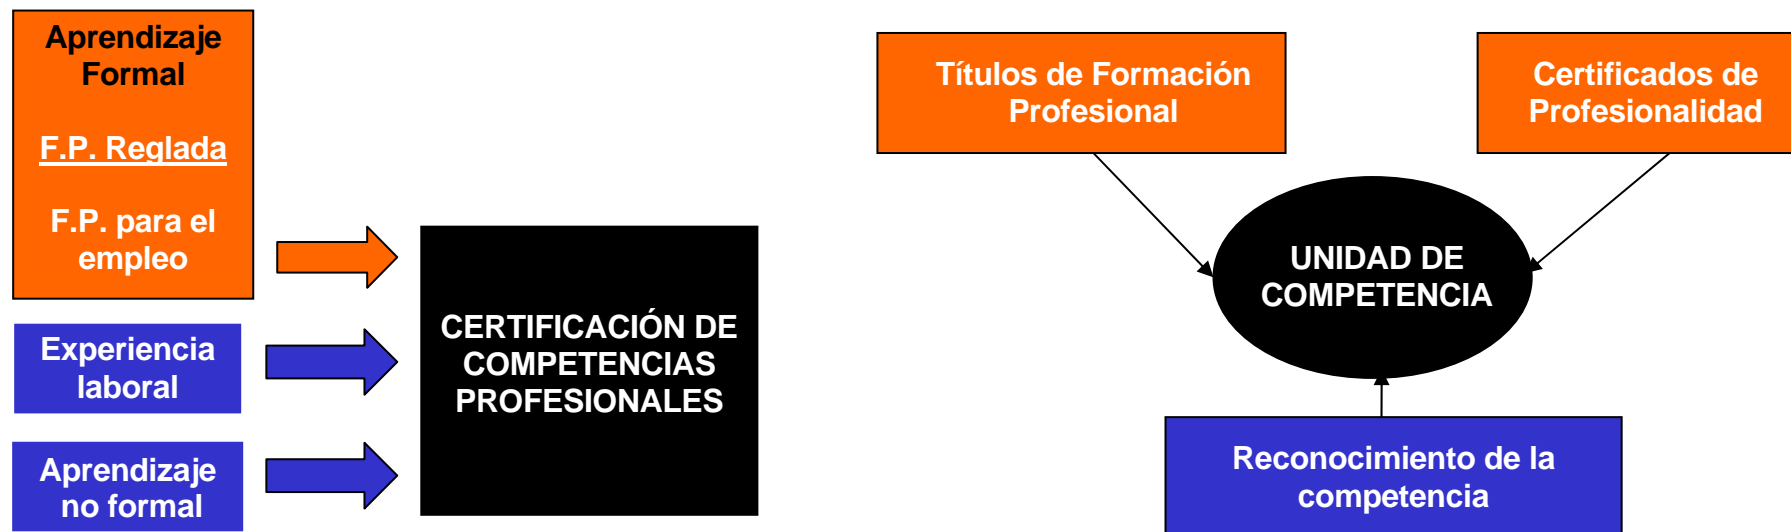 Aprendizaje
Formal
F.P. Reglada
F.P. para el
empleo
Experiencia
laboral
Aprendizaje
no formal
CERTIFICACIÓN DE
COMPETENCIAS
PROFESIONALES
Títulos de Formación
Profesional
Certificados de
Profesionalidad
UNIDAD DE
COMPETENCIA
Reconocimiento de la
competencia